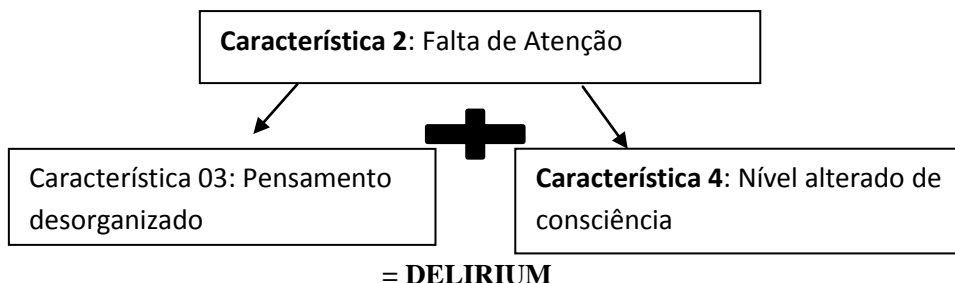 Característica 2: Falta de Atenção
Característica 03: Pensamento
desorganizado
Característica 4: Nível alterado de
consciência
= DELIRIUM